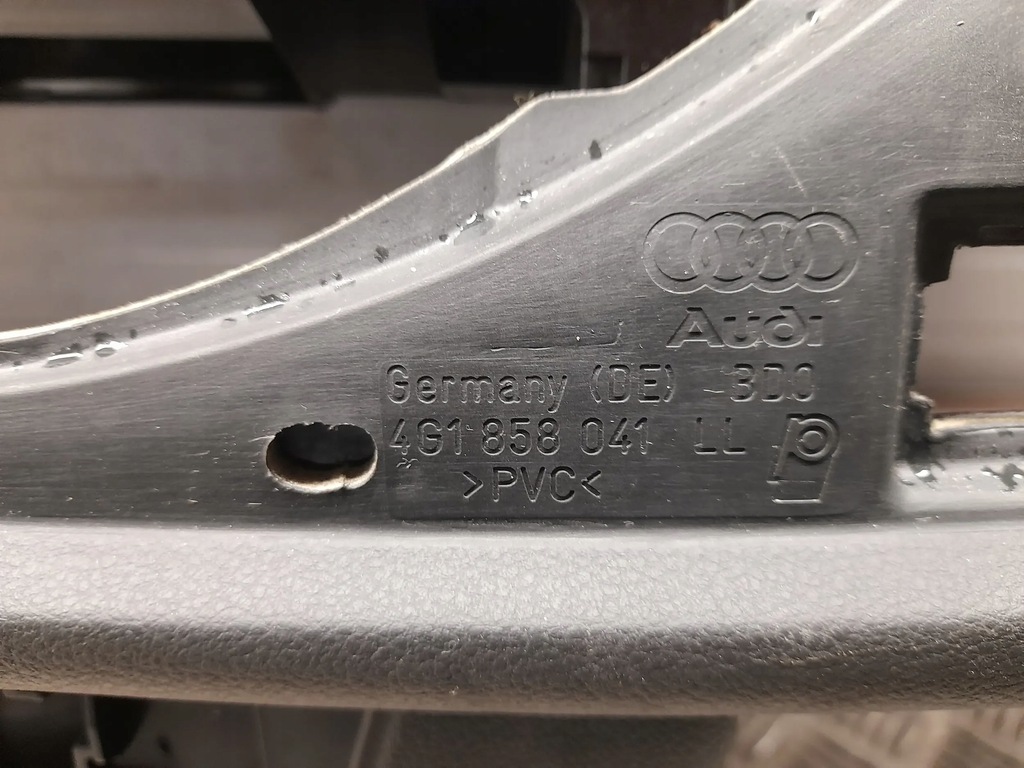 Audi
Germany (DE) 3D0
4G1 858 041 LL
>PVC<